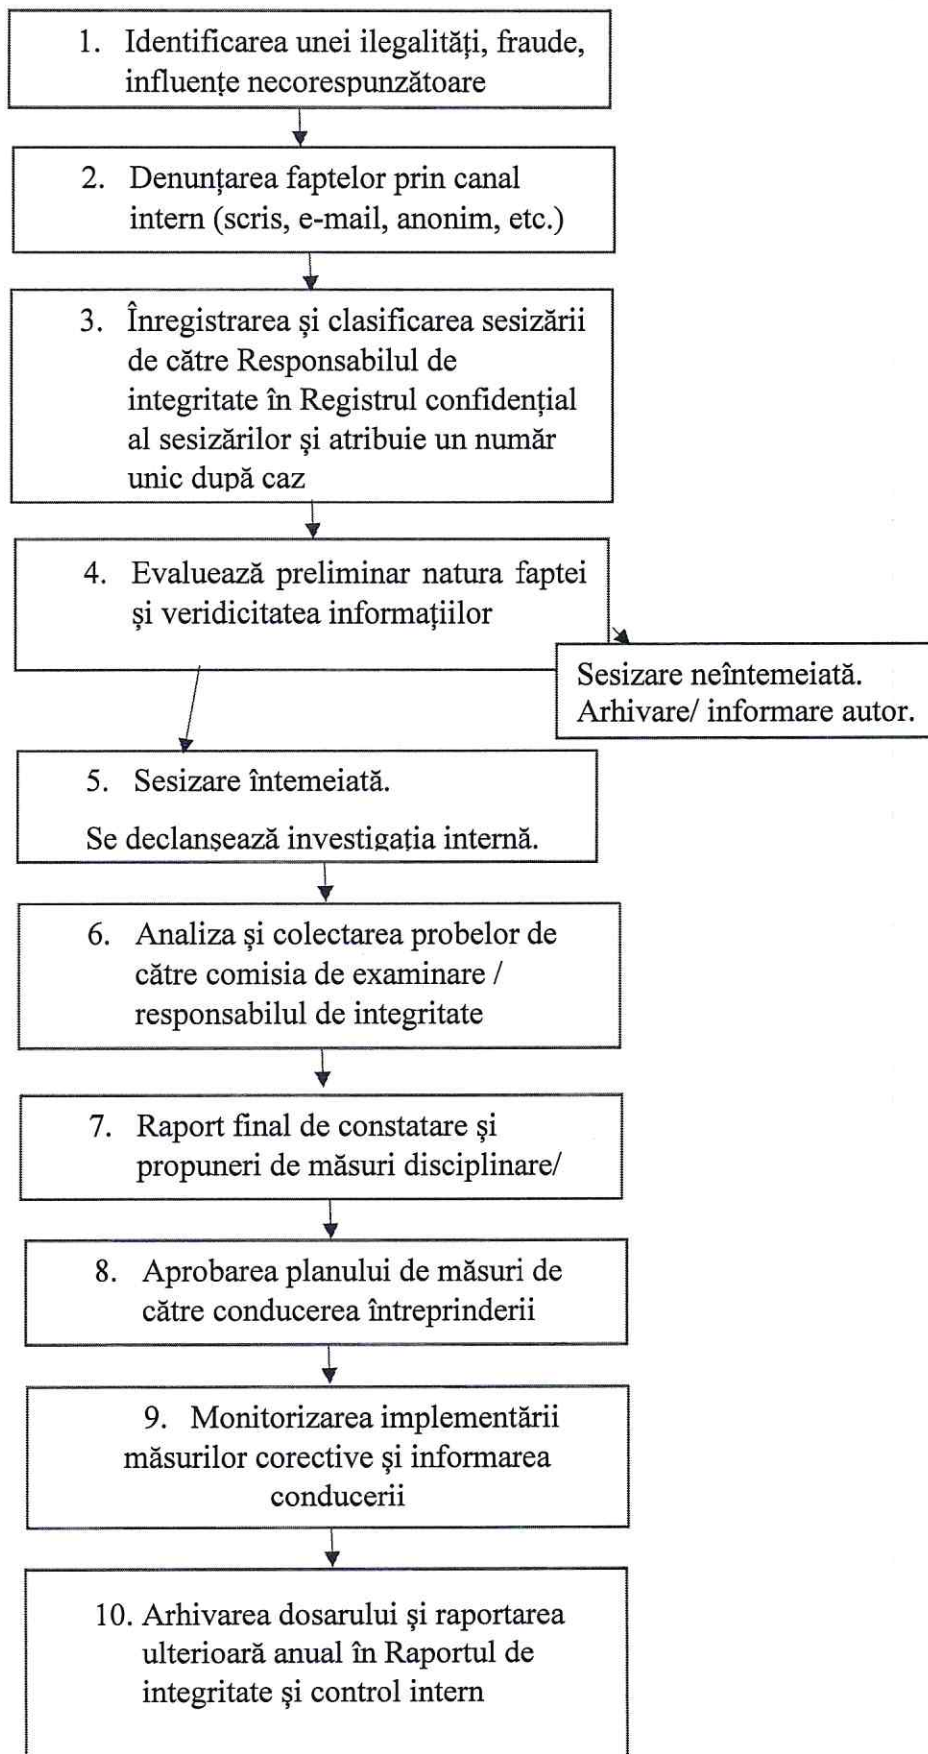 1. Identificarea unei ilegalități, fraude,
influențe necorespunzătoare
2. Denunțarea faptelor prin canal
intern (scris, e-mail, anonim, etc.)
3. Înregistrarea și clasificarea sesizării
de către Responsabilul de
integritate în Registrul confidențial
al sesizărilor și atribuie un număr
unic după caz
4. Evaluează preliminar natura faptei
și veridicitatea informațiilor
Sesizare neîntemeiată.
Arhivare/ informare autor.
5. Sesizare întemeiată.
Se declanșează investigația internă.
6. Analiza și colectarea probelor de
către comisia de examinare /
responsabilul de integritate
7. Raport final de constatare și
propuneri de măsuri disciplinare/
8. Aprobarea planului de măsuri de
către conducerea întreprinderii
9. Monitorizarea implementării
măsurilor corective și informarea
conducerii
10. Arhivarea dosarului și raportarea
ulterioară anual în Raportul de
integritate și control intern